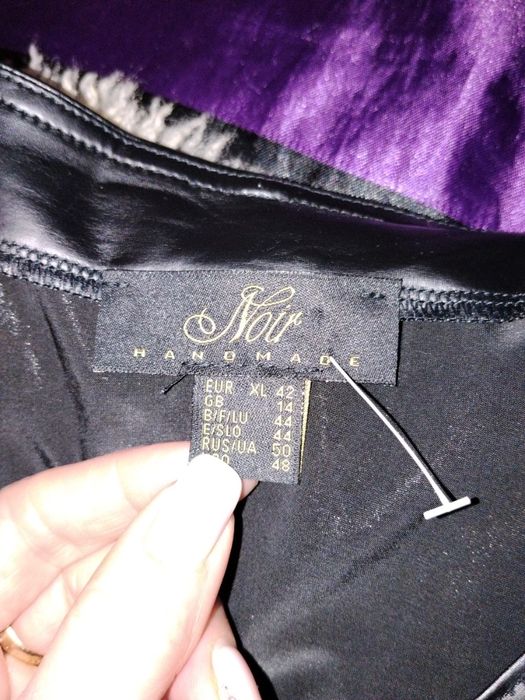 Noir
HANDMADE
EUR XL 42
GB 14
B/F/LU 44
E/SLO 44
RUS/UA 50
48